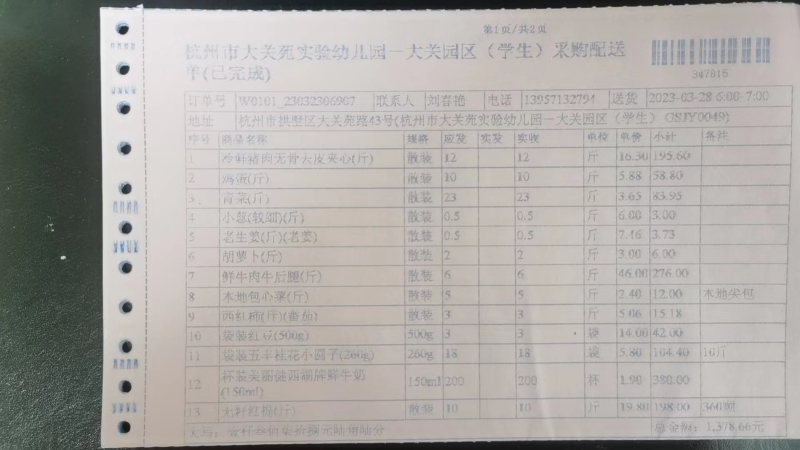 第1页/共2页
杭州市大关苑实验幼儿园－大关园区（学生）采购配送
单(已完成)
347815
订单号 W0101_23032306907 联系人 刘春艳 电话 13957132794 送货 2023-03-28 6:00-7:00
地址 杭州市拱墅区大关苑路43号(杭州市大关苑实验幼儿园－大关园区（学生） GSJY0049)
序号 商品名称 规格 应发 实发 实收 单位 单价 小计 备注
1 冷鲜猪肉无骨去皮夹心(斤) 散装 12 12 斤 16.30 195.60
2 鸡蛋(斤) 散装 10 10 斤 5.88 58.80
3 青菜(斤) 散装 23 23 斤 3.65 83.95
4 小葱(较细)(斤) 散装 0.5 0.5 斤 6.00 3.00
5 老生姜(斤)(老姜) 散装 0.5 0.5 斤 7.46 3.73
6 胡萝卜(斤) 散装 2 2 斤 3.00 6.00
7 鲜牛肉牛后腿(斤) 散装 6 6 斤 46.00 276.00
8 本地包心菜(斤) 散装 5 5 斤 2.40 12.00 本地尖包
9 西红柿(斤)(番茄) 散装 3 3 斤 5.06 15.18
10 袋装红豆(500g) 500g 3 3 袋 14.00 42.00
11 袋装五丰桂花小圆子(260g) 260g 18 18 袋 5.80 104.40
12 杯装美丽健西湖牌鲜牛奶
(150ml) 150ml 200 200 杯 1.90 380.00
13 (斤) 散装 10 10 斤 19.80 198.00
大写：壹仟叁佰柒拾捌元陆角陆分 总金额：1,378.66元